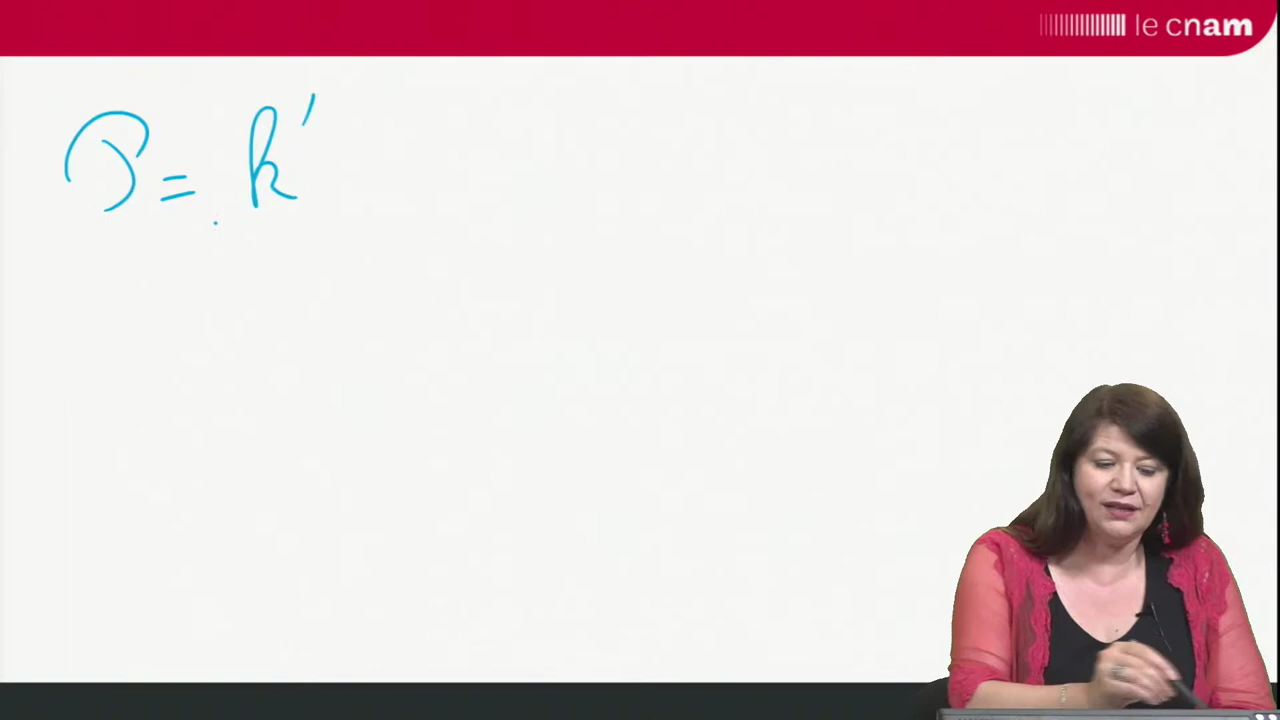 le cnam
P = k'